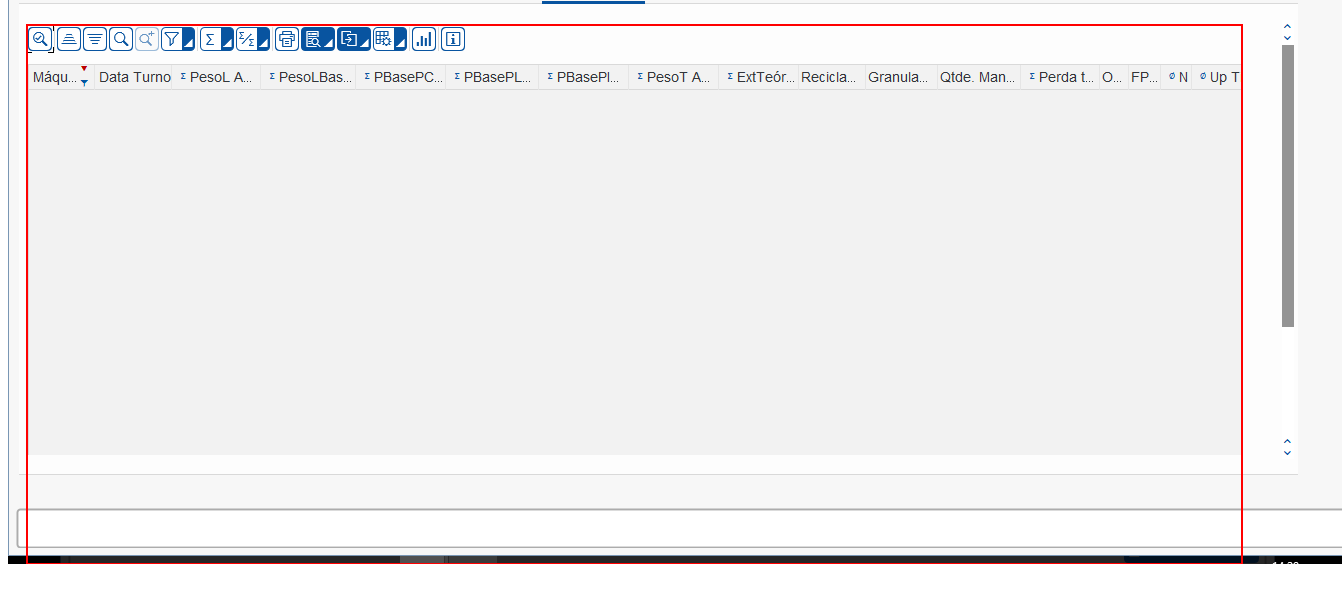 Máqu... Data Turno Σ PesoL A... Σ PesoLBas... Σ PBasePC... Σ PBasePL... Σ PBasePl... Σ PesoT A... Σ ExtTeór... Recicla... Granula... Qtde. Man... Σ Perda t... O... FP... Ø N Ø Up T